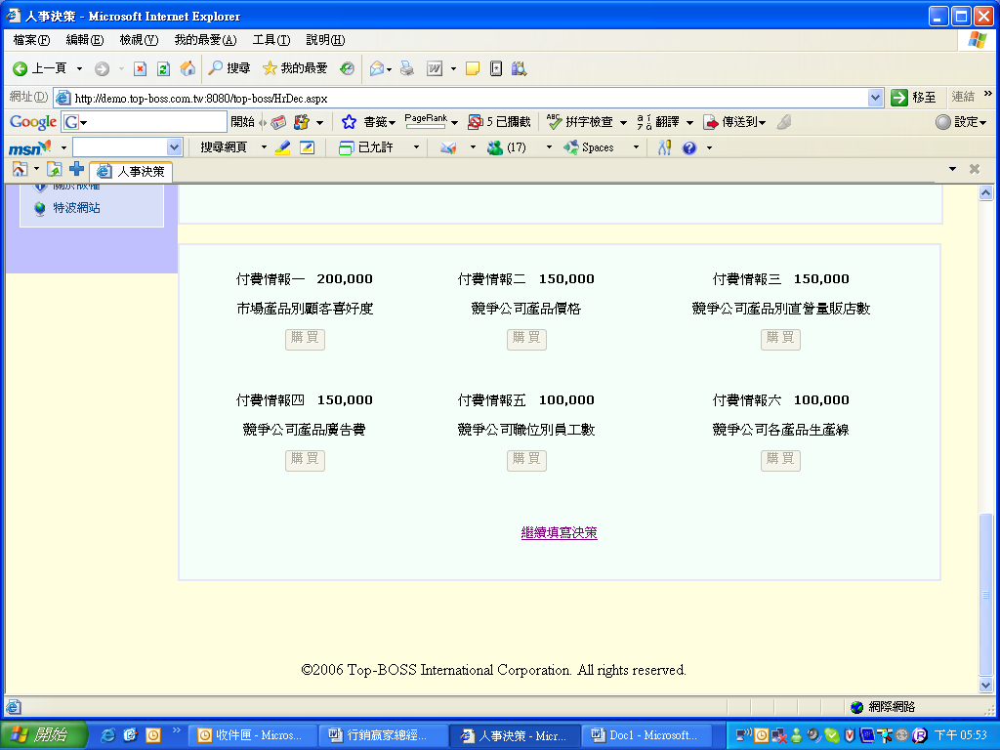 人事決策 - Microsoft Internet Explorer
檔案(F) 編輯(E) 檢視(V) 我的最愛(A) 工具(T) 說明(H)
上一頁 搜尋 我的最愛
網址(D) http://demo.top-boss.com.tw:8080/top-boss/HrDec.aspx 移至 連結 »
Google G 開始 書籤 PageRank 5 已攔截 ABC 拼字檢查 翻譯 傳送到 設定
msn 搜尋網頁 已允許 (17) Spaces
人事決策
關於版權
特波網站
付費情報一 200,000 付費情報二 150,000 付費情報三 150,000
市場產品別顧客喜好度 競爭公司產品價格 競爭公司產品別直營量販店數
購買 購買 購買
付費情報四 150,000 付費情報五 100,000 付費情報六 100,000
競爭公司產品廣告費 競爭公司職位別員工數 競爭公司各產品生產線
購買 購買 購買
繼續填寫決策
©2006 Top-BOSS International Corporation. All rights reserved.
網際網路
開始 » 收件匣 - Micros... 行銷贏家總經... 人事決策 - Micr... Doc1 - Microsoft... 下午 05:53